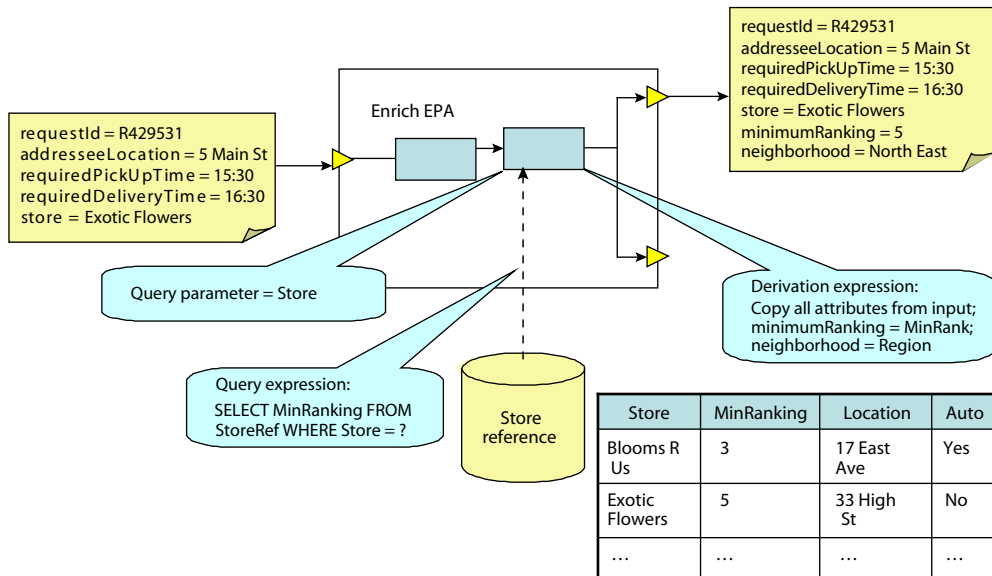 requestId = R429531
addresseeLocation = 5 Main St
requiredPickUpTime = 15:30
requiredDeliveryTime = 16:30
store = Exotic Flowers
Enrich EPA
requestId = R429531
addresseeLocation = 5 Main St
requiredPickUpTime = 15:30
requiredDeliveryTime = 16:30
store = Exotic Flowers
minimumRanking = 5
neighborhood = North East
Query parameter = Store
Derivation expression:
Copy all attributes from input;
minimumRanking = MinRank;
neighborhood = Region
Query expression:
SELECT MinRanking FROM
StoreRef WHERE Store = ?
Store
reference
Store MinRanking Location Auto
Blooms R 3 17 East Yes
Us Ave
Exotic 5 33 High No
Flowers St
… … … …